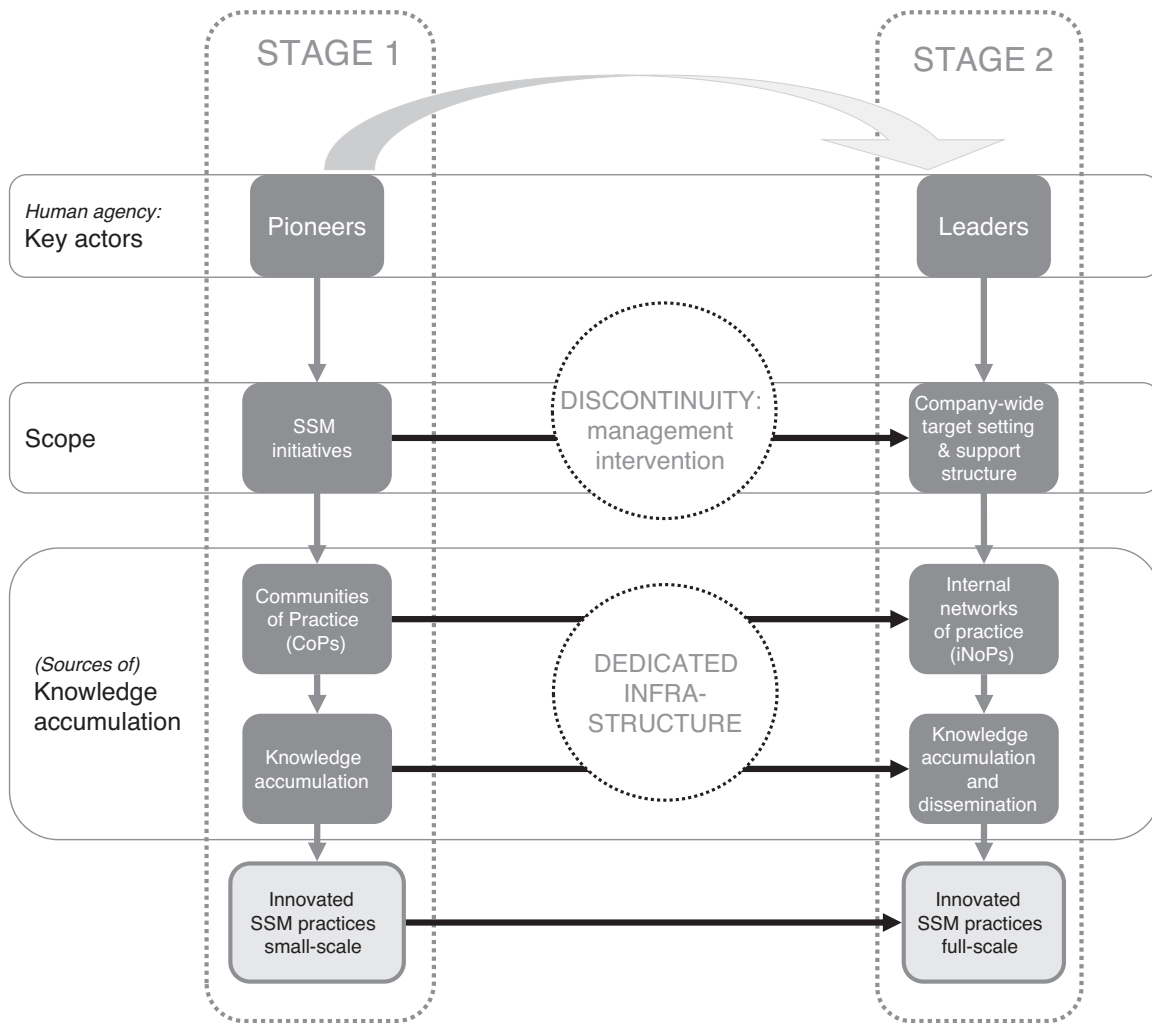 STAGE 1
STAGE 2
Human agency:
Key actors
Pioneers
Leaders
Scope
SSM
initiatives
DISCONTINUITY:
management
intervention
Company-wide
target setting
& support
structure
(Sources of)
Knowledge
accumulation
Communities
of Practice
(CoPs)
DEDICATED
INFRA-
STRUCTURE
Internal
networks
of practice
(iNoPs)
Knowledge
accumulation
Knowledge
accumulation
and
dissemination
Innovated
SSM practices
small-scale
Innovated
SSM practices
full-scale